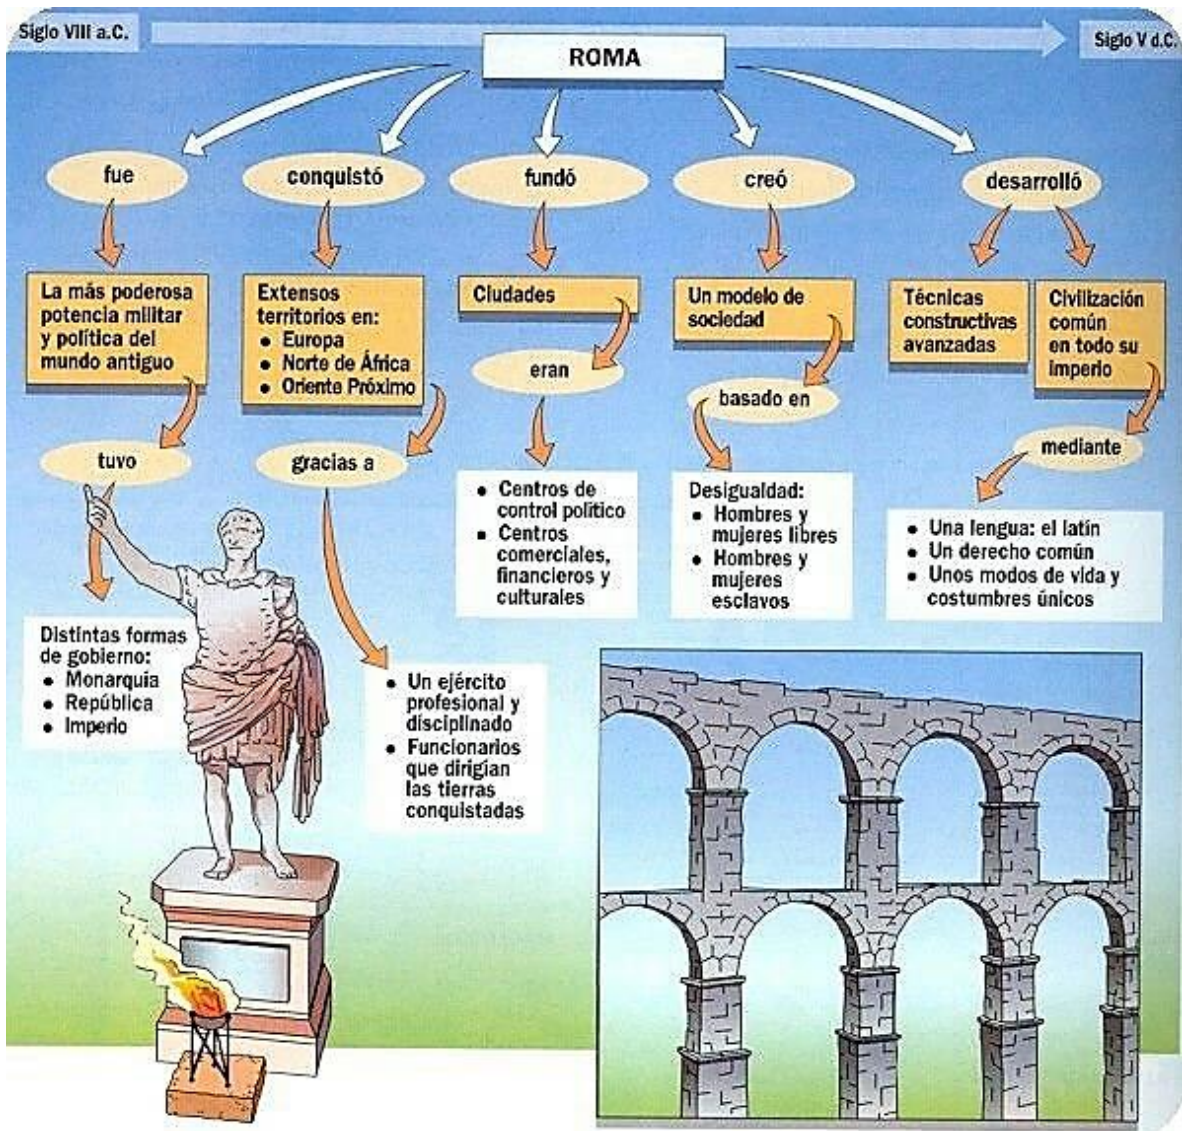 Siglo VIII a.C.
Siglo V d.C.
ROMA
fue
conquistó
fundó
creó
desarrolló
La más poderosa
potencia militar
y política del
mundo antiguo
Extensos
territorios en:
● Europa
● Norte de África
● Oriente Próximo
Ciudades
Un modelo de
sociedad
Técnicas
constructivas
avanzadas
Civilización
común
en todo su
imperio
tuvo
gracias a
eran
basado en
mediante
Distintas formas
de gobierno:
● Monarquía
● República
● Imperio
● Un ejército
profesional y
disciplinado
● Funcionarios
que dirigían
las tierras
conquistadas
● Centros de
control político
● Centros
comerciales,
financieros y
culturales
Desigualdad:
● Hombres y
mujeres libres
● Hombres y
mujeres
esclavos
● Una lengua: el latín
● Un derecho común
● Unos modos de vida y
costumbres únicos